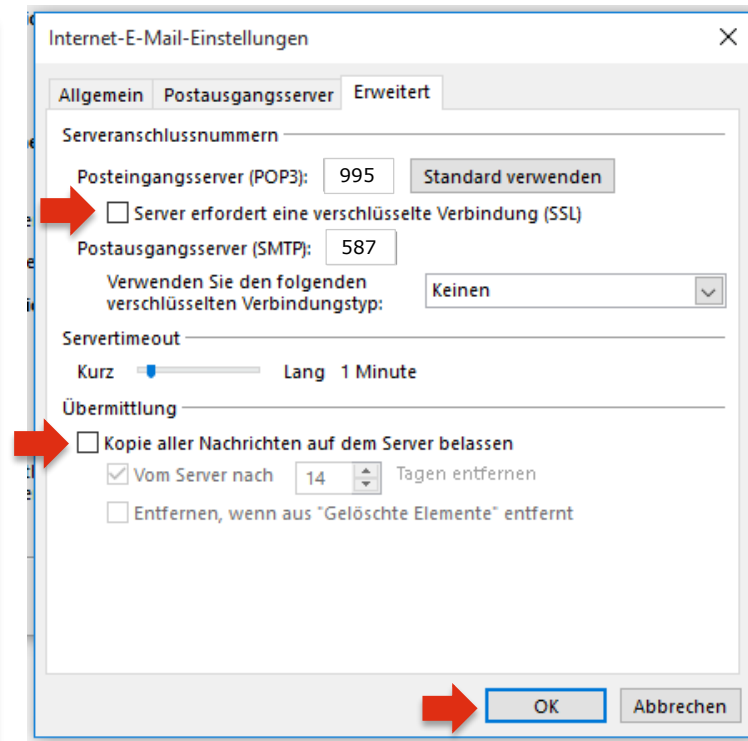 Internet-E-Mail-Einstellungen
Allgemein Postausgangsserver Erweitert
Serveranschlussnummern
Posteingangsserver (POP3): 995 Standard verwenden
Server erfordert eine verschlüsselte Verbindung (SSL)
Postausgangsserver (SMTP): 587
Verwenden Sie den folgenden
verschlüsselten Verbindungstyp: Keinen
Servertimeout
Kurz Lang 1 Minute
Übermittlung
Kopie aller Nachrichten auf dem Server belassen
Vom Server nach 14 Tagen entfernen
Entfernen, wenn aus "Gelöschte Elemente" entfernt
OK Abbrechen